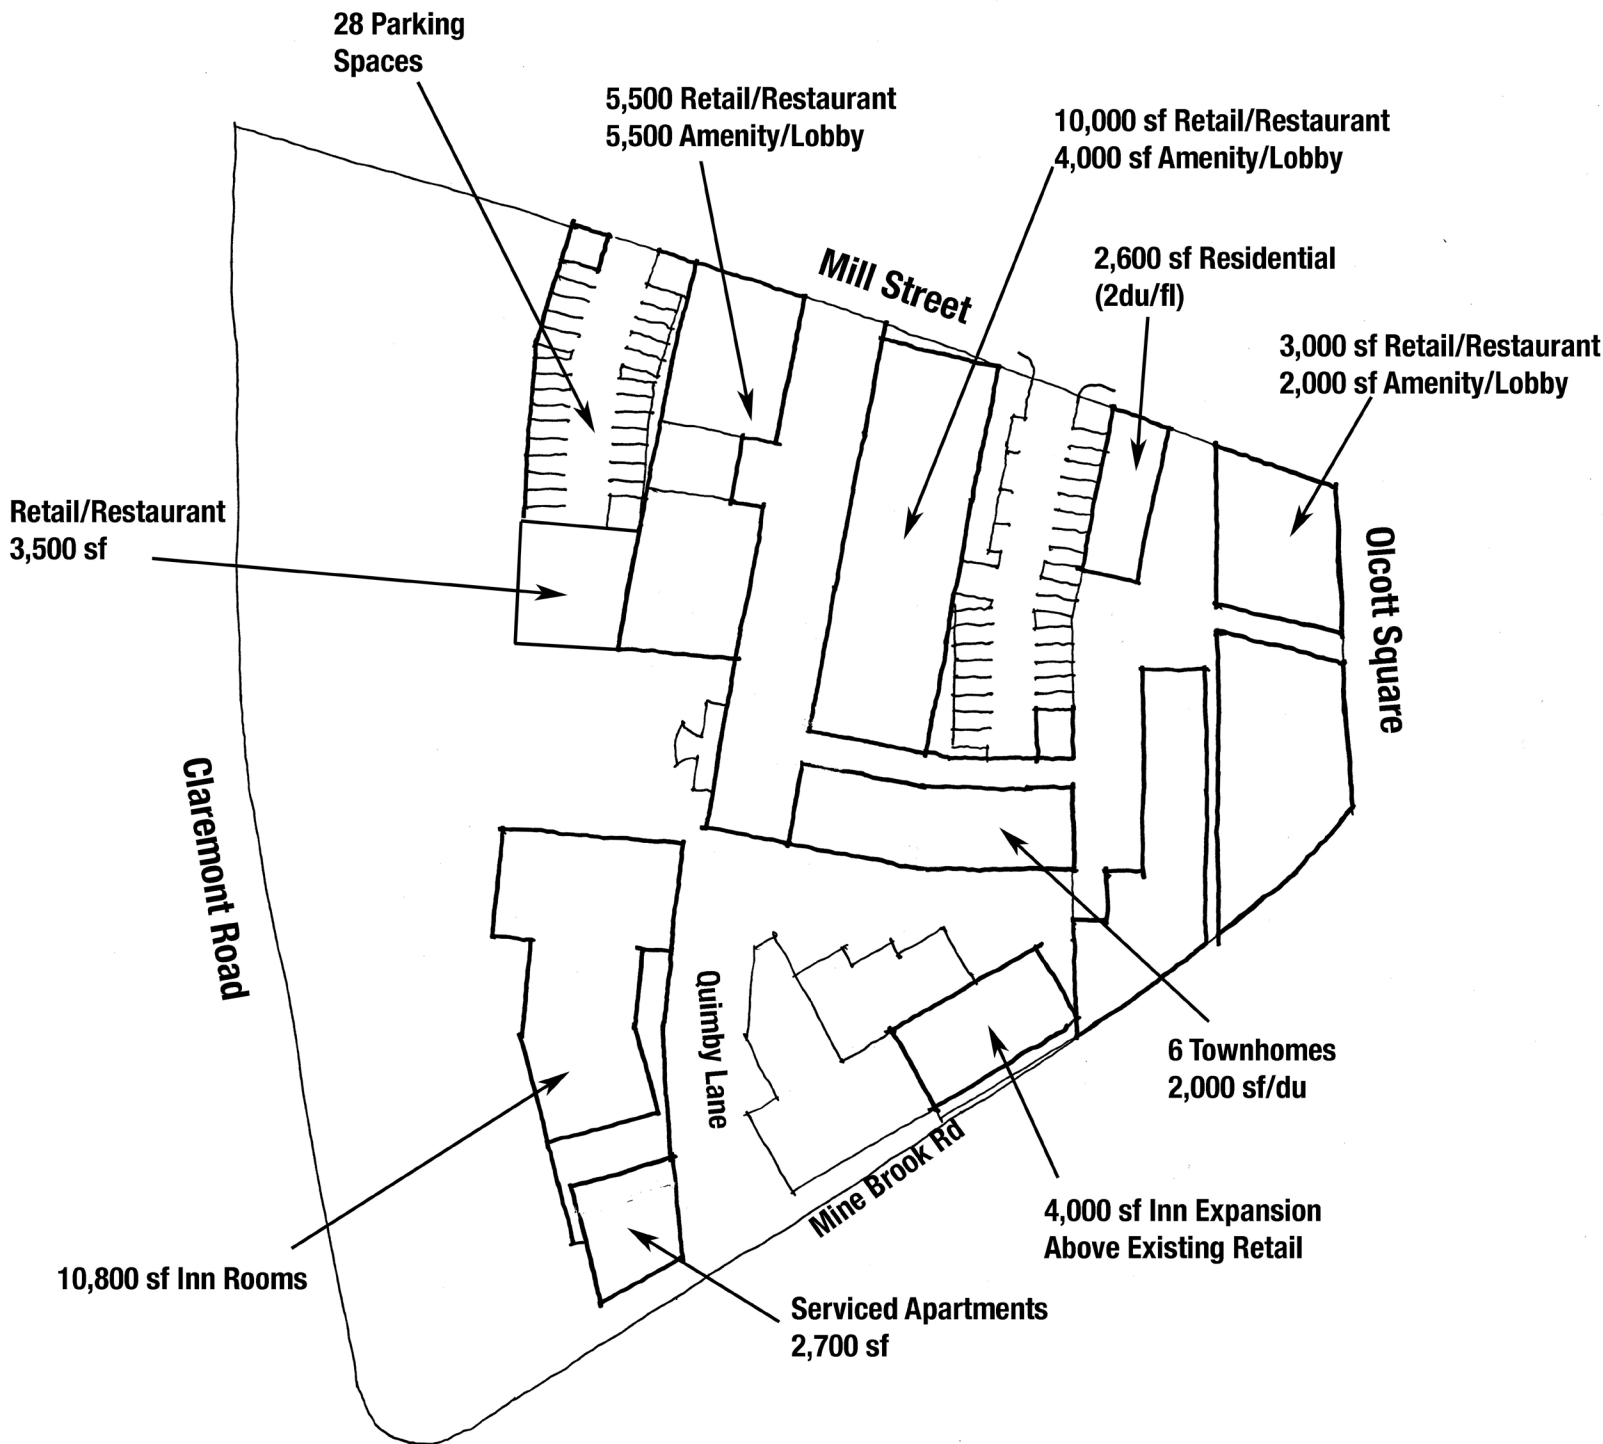 28 Parking
Spaces
5,500 Retail/Restaurant
5,500 Amenity/Lobby
10,000 sf Retail/Restaurant
4,000 sf Amenity/Lobby
Mill Street
2,600 sf Residential
(2du/fl)
3,000 sf Retail/Restaurant
2,000 sf Amenity/Lobby
Retail/Restaurant
3,500 sf
Olcott Square
Claremont Road
Quimby Lane
6 Townhomes
2,000 sf/du
Mine Brook Rd
4,000 sf Inn Expansion
Above Existing Retail
10,800 sf Inn Rooms
Serviced Apartments
2,700 sf